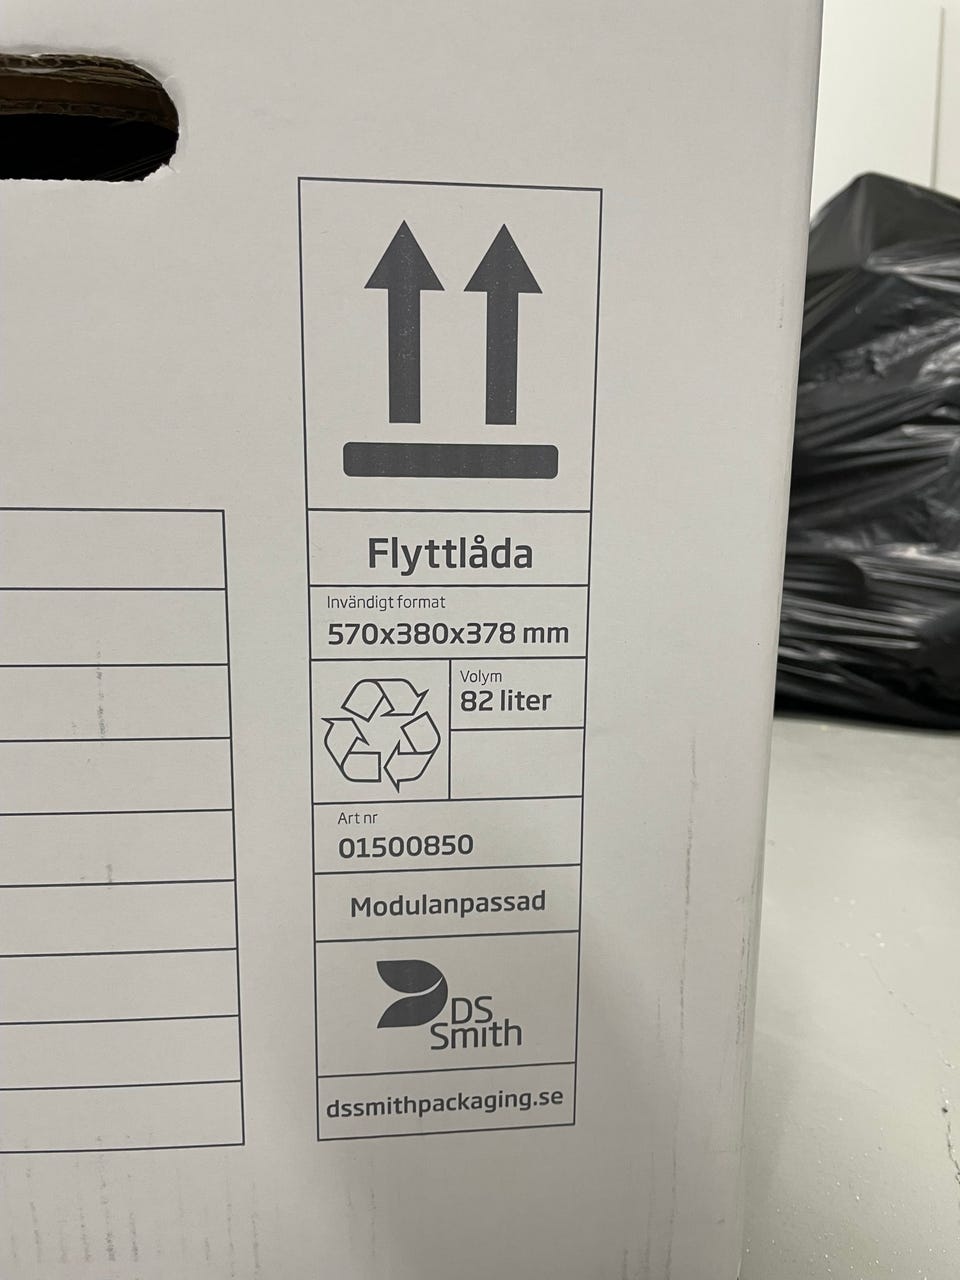 Flyttlåda
Invändigt format
570x380x378 mm
Volym
82 liter
Art nr
01500850
Modulanpassad
DS
Smith
dssmithpackaging.se